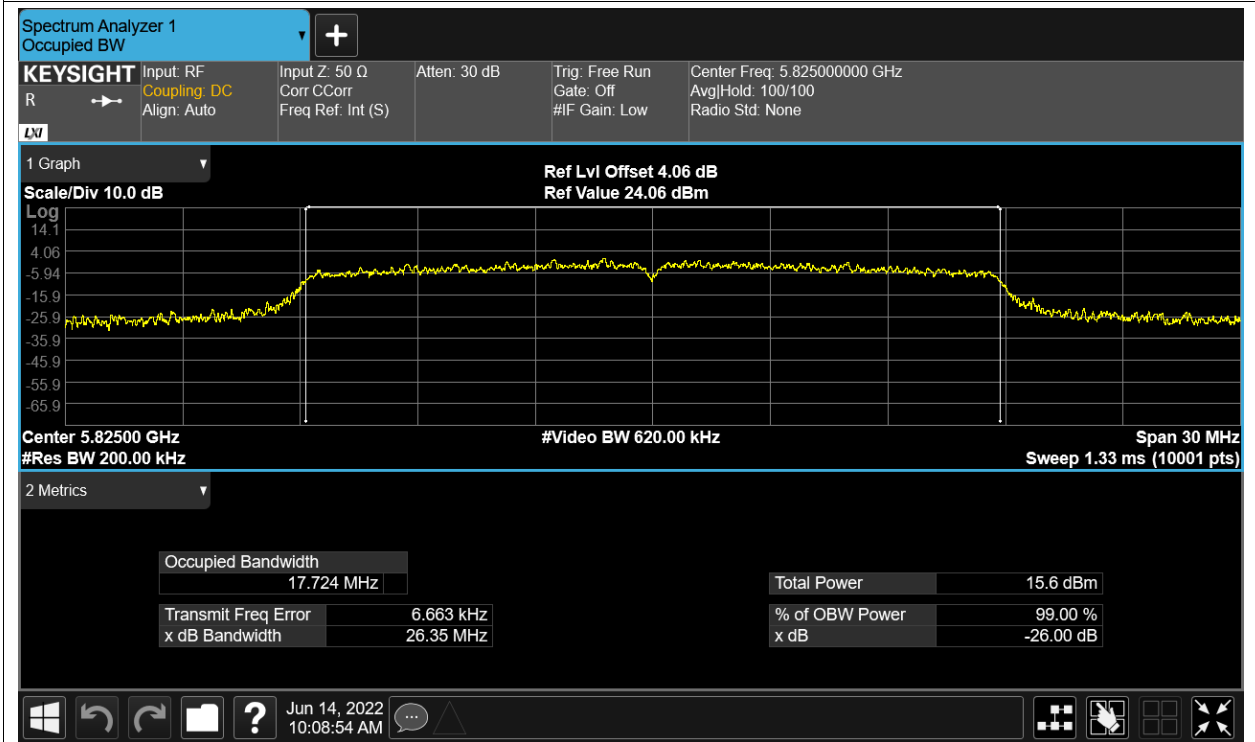 Spectrum Analyzer 1
Occupied BW
KEYSIGHT Input: RF Input Z: 50 Ω Atten: 30 dB Trig: Free Run Center Freq: 5.825000000 GHz
R Coupling: DC Corr CCorr Gate: Off Avg|Hold: 100/100
Align: Auto Freq Ref: Int (S) #IF Gain: Low Radio Std: None
LXI
1 Graph
Ref Lvl Offset 4.06 dB
Scale/Div 10.0 dB Ref Value 24.06 dBm
Log
14.1
4.06
-5.94
-15.9
-25.9
-35.9
-45.9
-55.9
-65.9
Center 5.82500 GHz #Video BW 620.00 kHz Span 30 MHz
#Res BW 200.00 kHz Sweep 1.33 ms (10001 pts)
2 Metrics
Occupied Bandwidth
17.724 MHz Total Power 15.6 dBm
Transmit Freq Error 6.663 kHz % of OBW Power 99.00 %
x dB Bandwidth 26.35 MHz x dB -26.00 dB
? Jun 14, 2022
10:08:54 AM